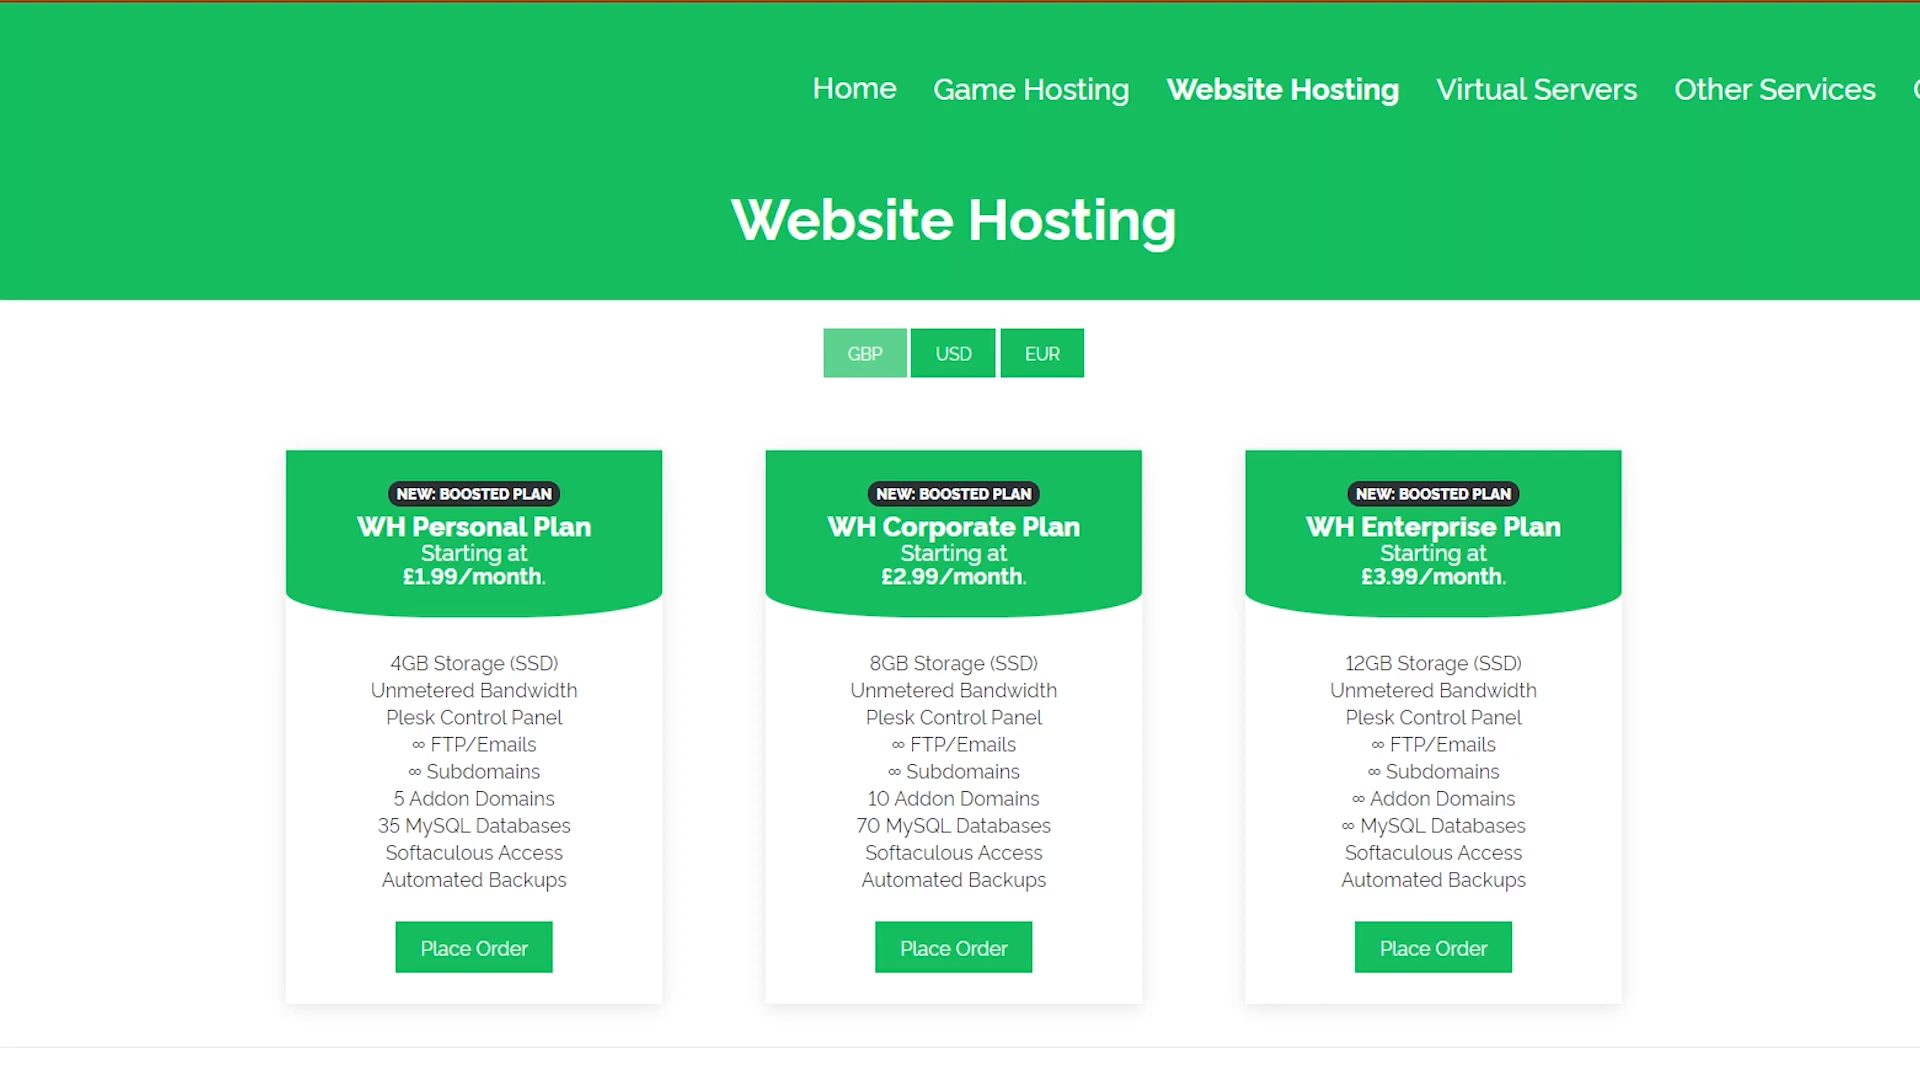 Home Game Hosting Website Hosting Virtual Servers Other Services
Website Hosting
GBP USD EUR
NEW: BOOSTED PLAN
WH Personal Plan
Starting at
£1.99/month.
4GB Storage (SSD)
Unmetered Bandwidth
Plesk Control Panel
∞ FTP/Emails
∞ Subdomains
5 Addon Domains
35 MySQL Databases
Softaculous Access
Automated Backups
Place Order
NEW: BOOSTED PLAN
WH Corporate Plan
Starting at
£2.99/month.
8GB Storage (SSD)
Unmetered Bandwidth
Plesk Control Panel
∞ FTP/Emails
∞ Subdomains
10 Addon Domains
70 MySQL Databases
Softaculous Access
Automated Backups
Place Order
NEW: BOOSTED PLAN
WH Enterprise Plan
Starting at
£3.99/month.
12GB Storage (SSD)
Unmetered Bandwidth
Plesk Control Panel
∞ FTP/Emails
∞ Subdomains
∞ Addon Domains
∞ MySQL Databases
Softaculous Access
Automated Backups
Place Order